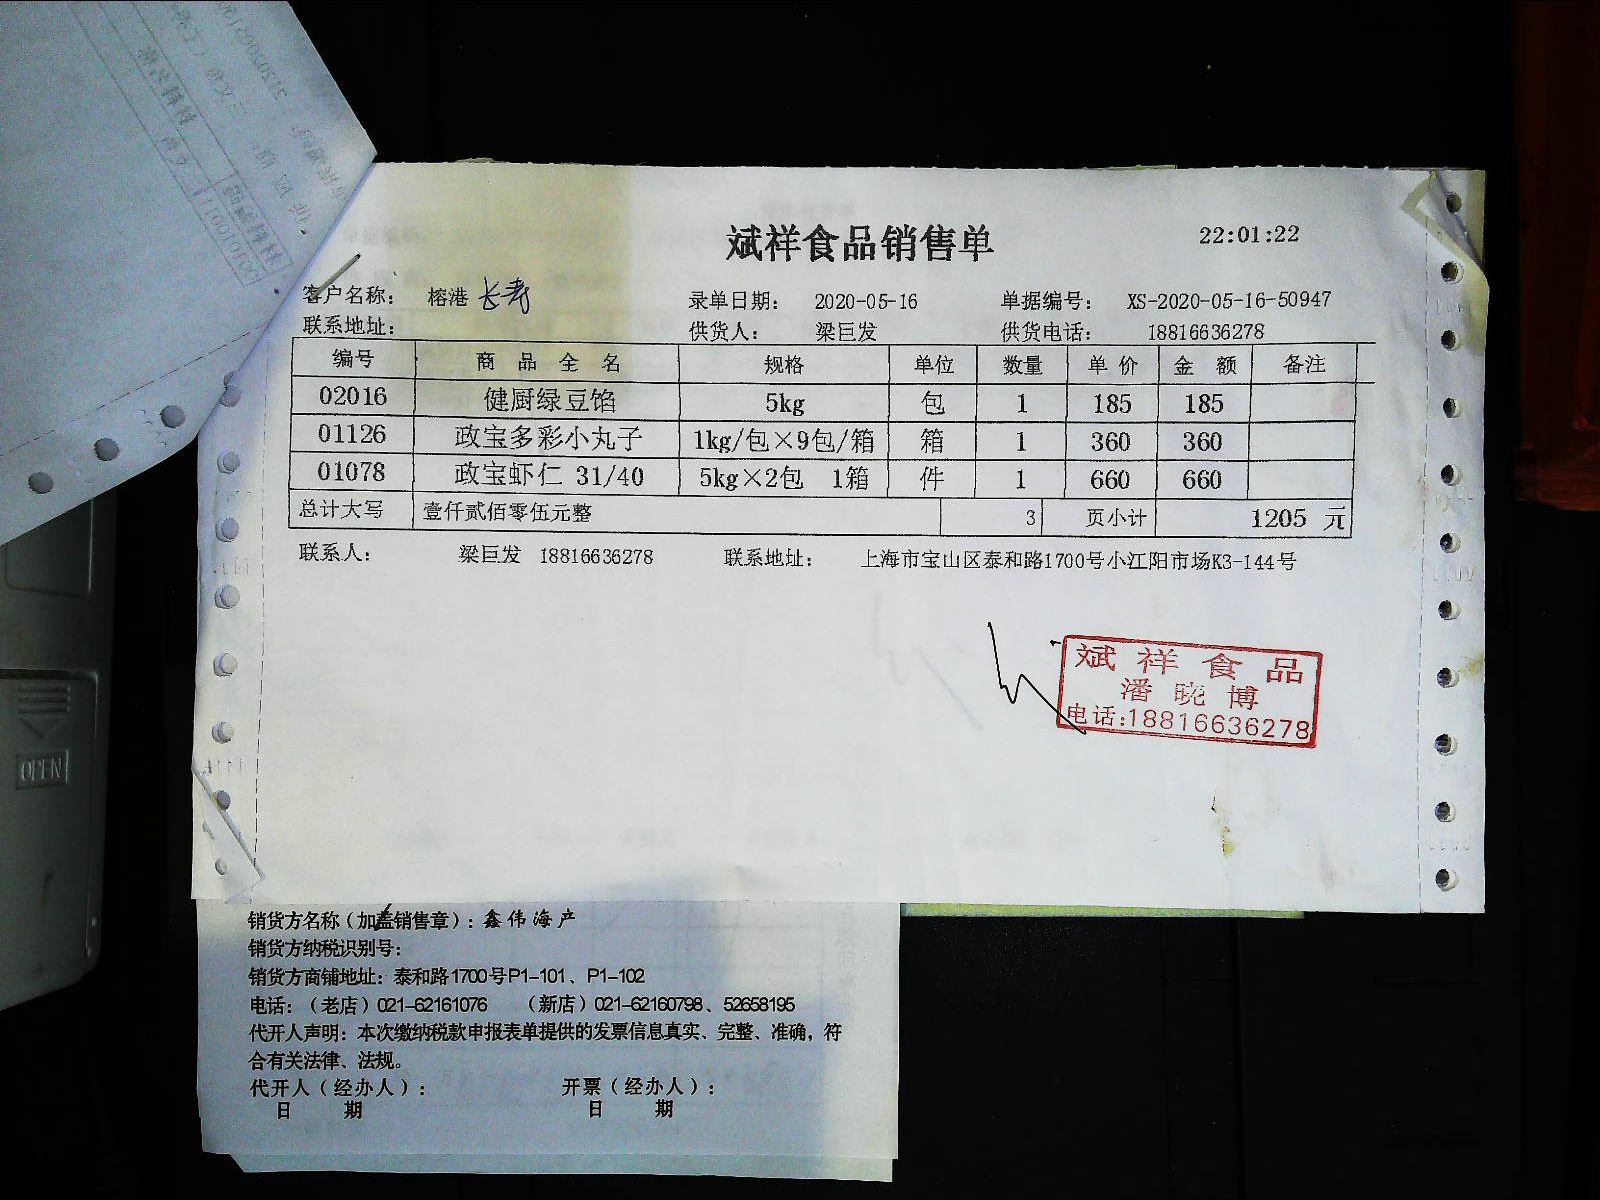 斌祥食品销售单 22:01:22
客户名称: 榕港 长寿 录单日期: 2020-05-16 单据编号: XS-2020-05-16-50947
联系地址: 供货人: 梁巨发 供货电话: 18816636278
编号 商品全名 规格 单位 数量 单价 金额 备注
02016 健厨绿豆馅 5kg 包 1 185 185
01126 政宝多彩小丸子 1kg/包×9包/箱 箱 1 360 360
01078 政宝虾仁 31/40 5kg×2包 1箱 件 1 660 660
总计大写 壹仟贰佰零伍元整 3 页小计 1205 元
联系人: 梁巨发 18816636278 联系地址: 上海市宝山区泰和路1700号小江阳市场K3-144号
斌祥食品
潘晓博
电话:18816636278
OPEN
销货方名称(加盖销售章): 鑫伟海产
销货方纳税识别号:
销货方商铺地址: 泰和路1700号P1-101、P1-102
电话: (老店)021-62161076 (新店)021-62160798、52658195
代开人声明: 本次缴纳税款申报表单提供的发票信息真实、完整、准确, 符
合有关法律、法规。
代开人(经办人): 开票(经办人):
日 期 日 期